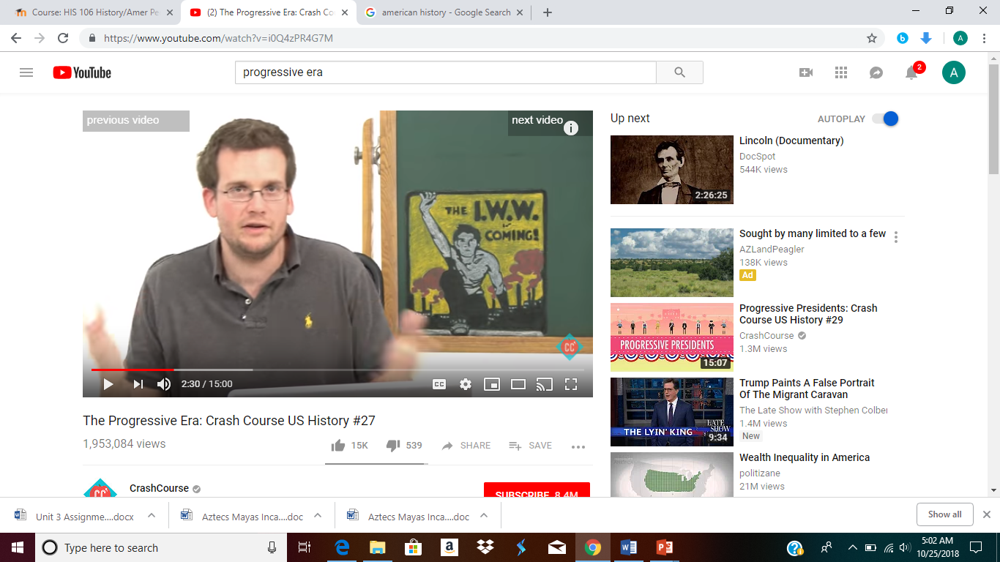 Course: HIS 106 History/Amer Pe
(2) The Progressive Era: Crash Co
american history - Google Search
https://www.youtube.com/watch?v=i0Q4zPR4G7M
A
YouTube
progressive era
2
A
previous video
next video
i
THE I.W.W.
COMING!
CC
2:30 / 15:00
CC
The Progressive Era: Crash Course US History #27
1,953,084 views
15K
539
SHARE
SAVE
CC
CrashCourse
SUBSCRIBE 8.4M
Up next
AUTOPLAY
Lincoln (Documentary)
DocSpot
544K views
2:26:25
Sought by many limited to a few
AZLandPeagler
138K views
Ad
Progressive Presidents: Crash
Course US History #29
CrashCourse
1.3M views
PROGRESSIVE PRESIDENTS
15:07
Trump Paints A False Portrait
Of The Migrant Caravan
The Late Show with Stephen Colber
1.4M views
New
THE LYIN' KING
LATE SHOW
9:34
Wealth Inequality in America
politizane
21M views
Unit 3 Assignme....docx
Aztecs Mayas Inca....doc
Aztecs Mayas Inca....doc
Show all
Type here to search
5:02 AM
10/25/2018